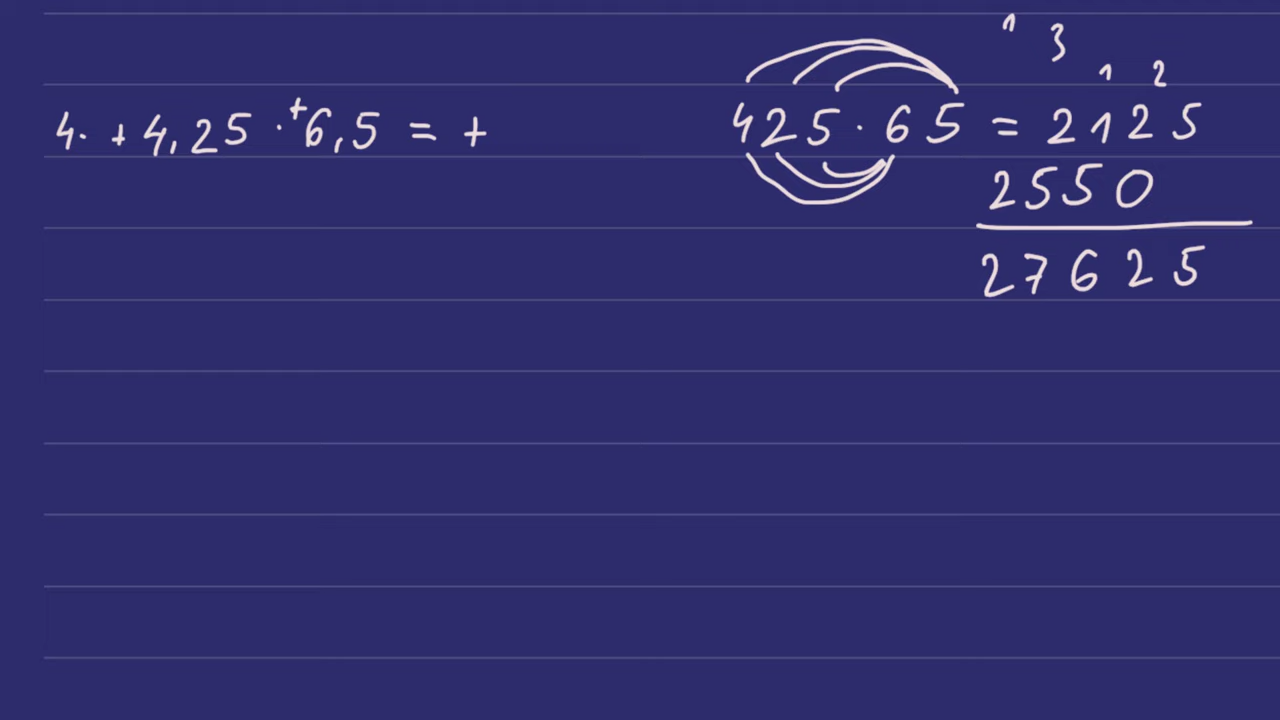 4. +4,25 · +6,5 = +
1 3
1 2
425 · 65 = 2125
2550
27625